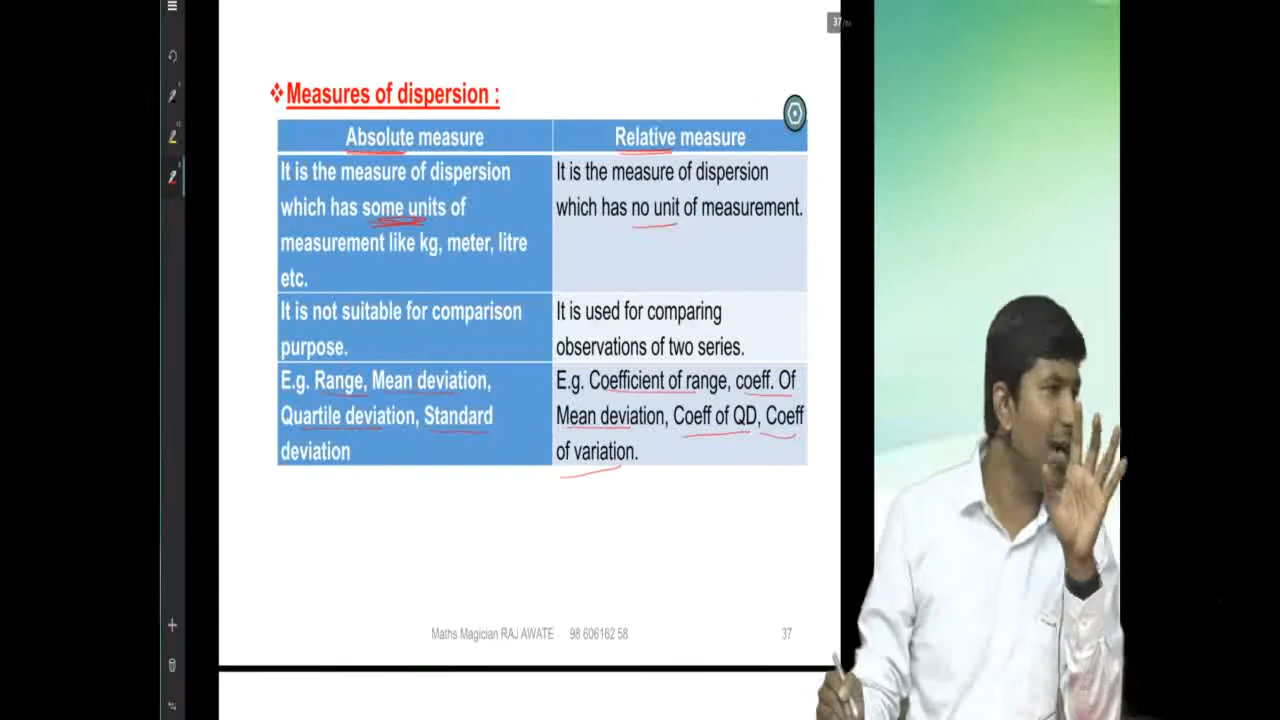 37
❖Measures of dispersion :
Absolute measure
Relative measure
It is the measure of dispersion
which has some units of
measurement like kg, meter, litre
etc.
It is the measure of dispersion
which has no unit of measurement.
It is not suitable for comparison
purpose.
It is used for comparing
observations of two series.
E.g. Range, Mean deviation,
Quartile deviation, Standard
deviation
E.g. Coefficient of range, coeff. Of
Mean deviation, Coeff of QD, Coeff
of variation.
Maths Magician RAJ AWATE 98 606162 58
37